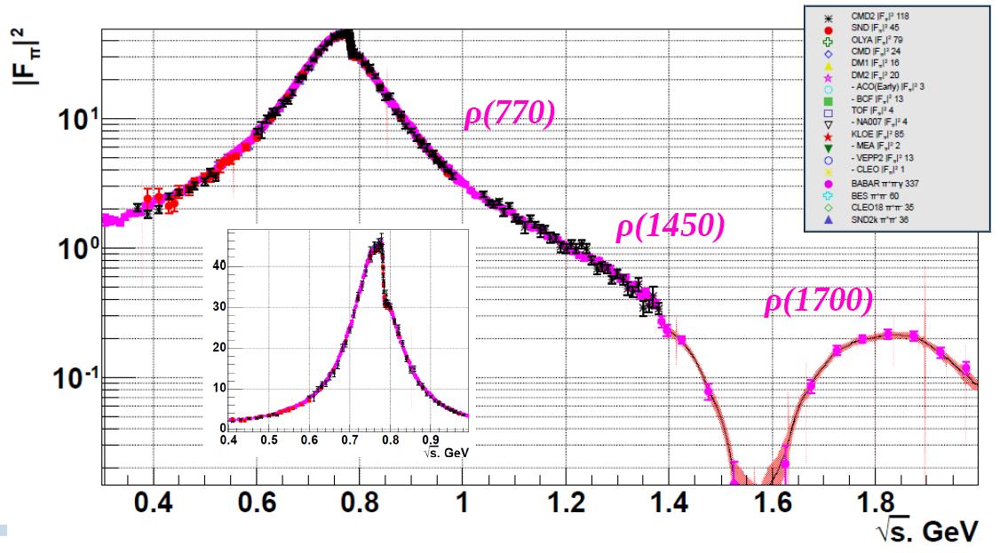 |Fπ|²
10¹
10⁰
10⁻¹
ρ(770)
ρ(1450)
ρ(1700)
CMD2 |Fπ|² 118
SND |Fπ|² 45
OLYA |Fπ|² 79
CMD |Fπ|² 24
DM1 |Fπ|² 16
DM2 |Fπ|² 20
- ACO(Early) |Fπ|² 3
- BCF |Fπ|² 13
TOF |Fπ|² 4
- NA007 |Fπ|² 4
KLOE |Fπ|² 85
- MEA |Fπ|² 2
- VEPP2 |Fπ|² 13
- CLEO |Fπ|² 1
BABAR π⁺π⁻γ 337
BES π⁺π⁻ 60
CLEO18 π⁺π⁻ 35
SND2k π⁺π⁻ 36
40
30
20
10
0
0.4 0.5 0.6 0.7 0.8 0.9
√s. GeV
0.4 0.6 0.8 1 1.2 1.4 1.6 1.8
√s. GeV